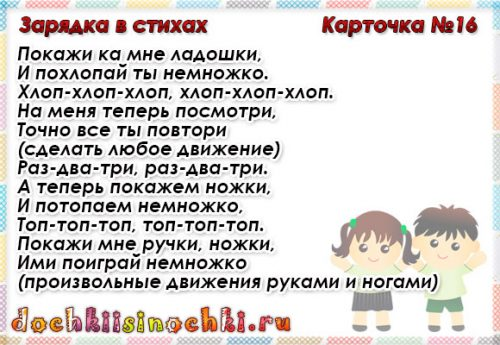 Зарядка в стихах Карточка №16
Покажи ка мне ладошки,
И похлопай ты немножко.
Хлоп-хлоп-хлоп, хлоп-хлоп-хлоп.
На меня теперь посмотри,
Точно все ты повтори
(сделать любое движение)
Раз-два-три, раз-два-три.
А теперь покажем ножки,
И потопаем немножко,
Топ-топ-топ, топ-топ-топ.
Покажи мне ручки, ножки,
Ими поиграй немножко
(произвольные движения руками и ногами)
dochkiisinochki.ru